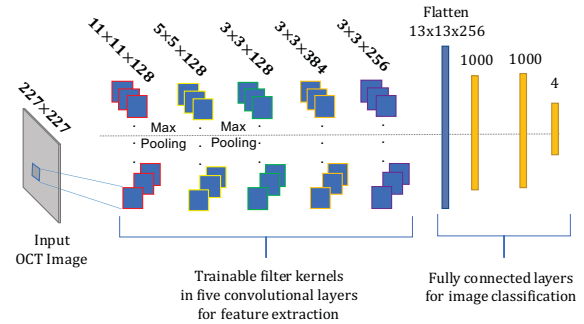 227×227
11×11×128
5×5×128
3×3×128
3×3×384
3×3×256
Flatten
13x13x256
1000
1000
4
Max
Pooling
Max
Pooling
Input
OCT Image
Trainable filter kernels
in five convolutional layers
for feature extraction
Fully connected layers
for image classification